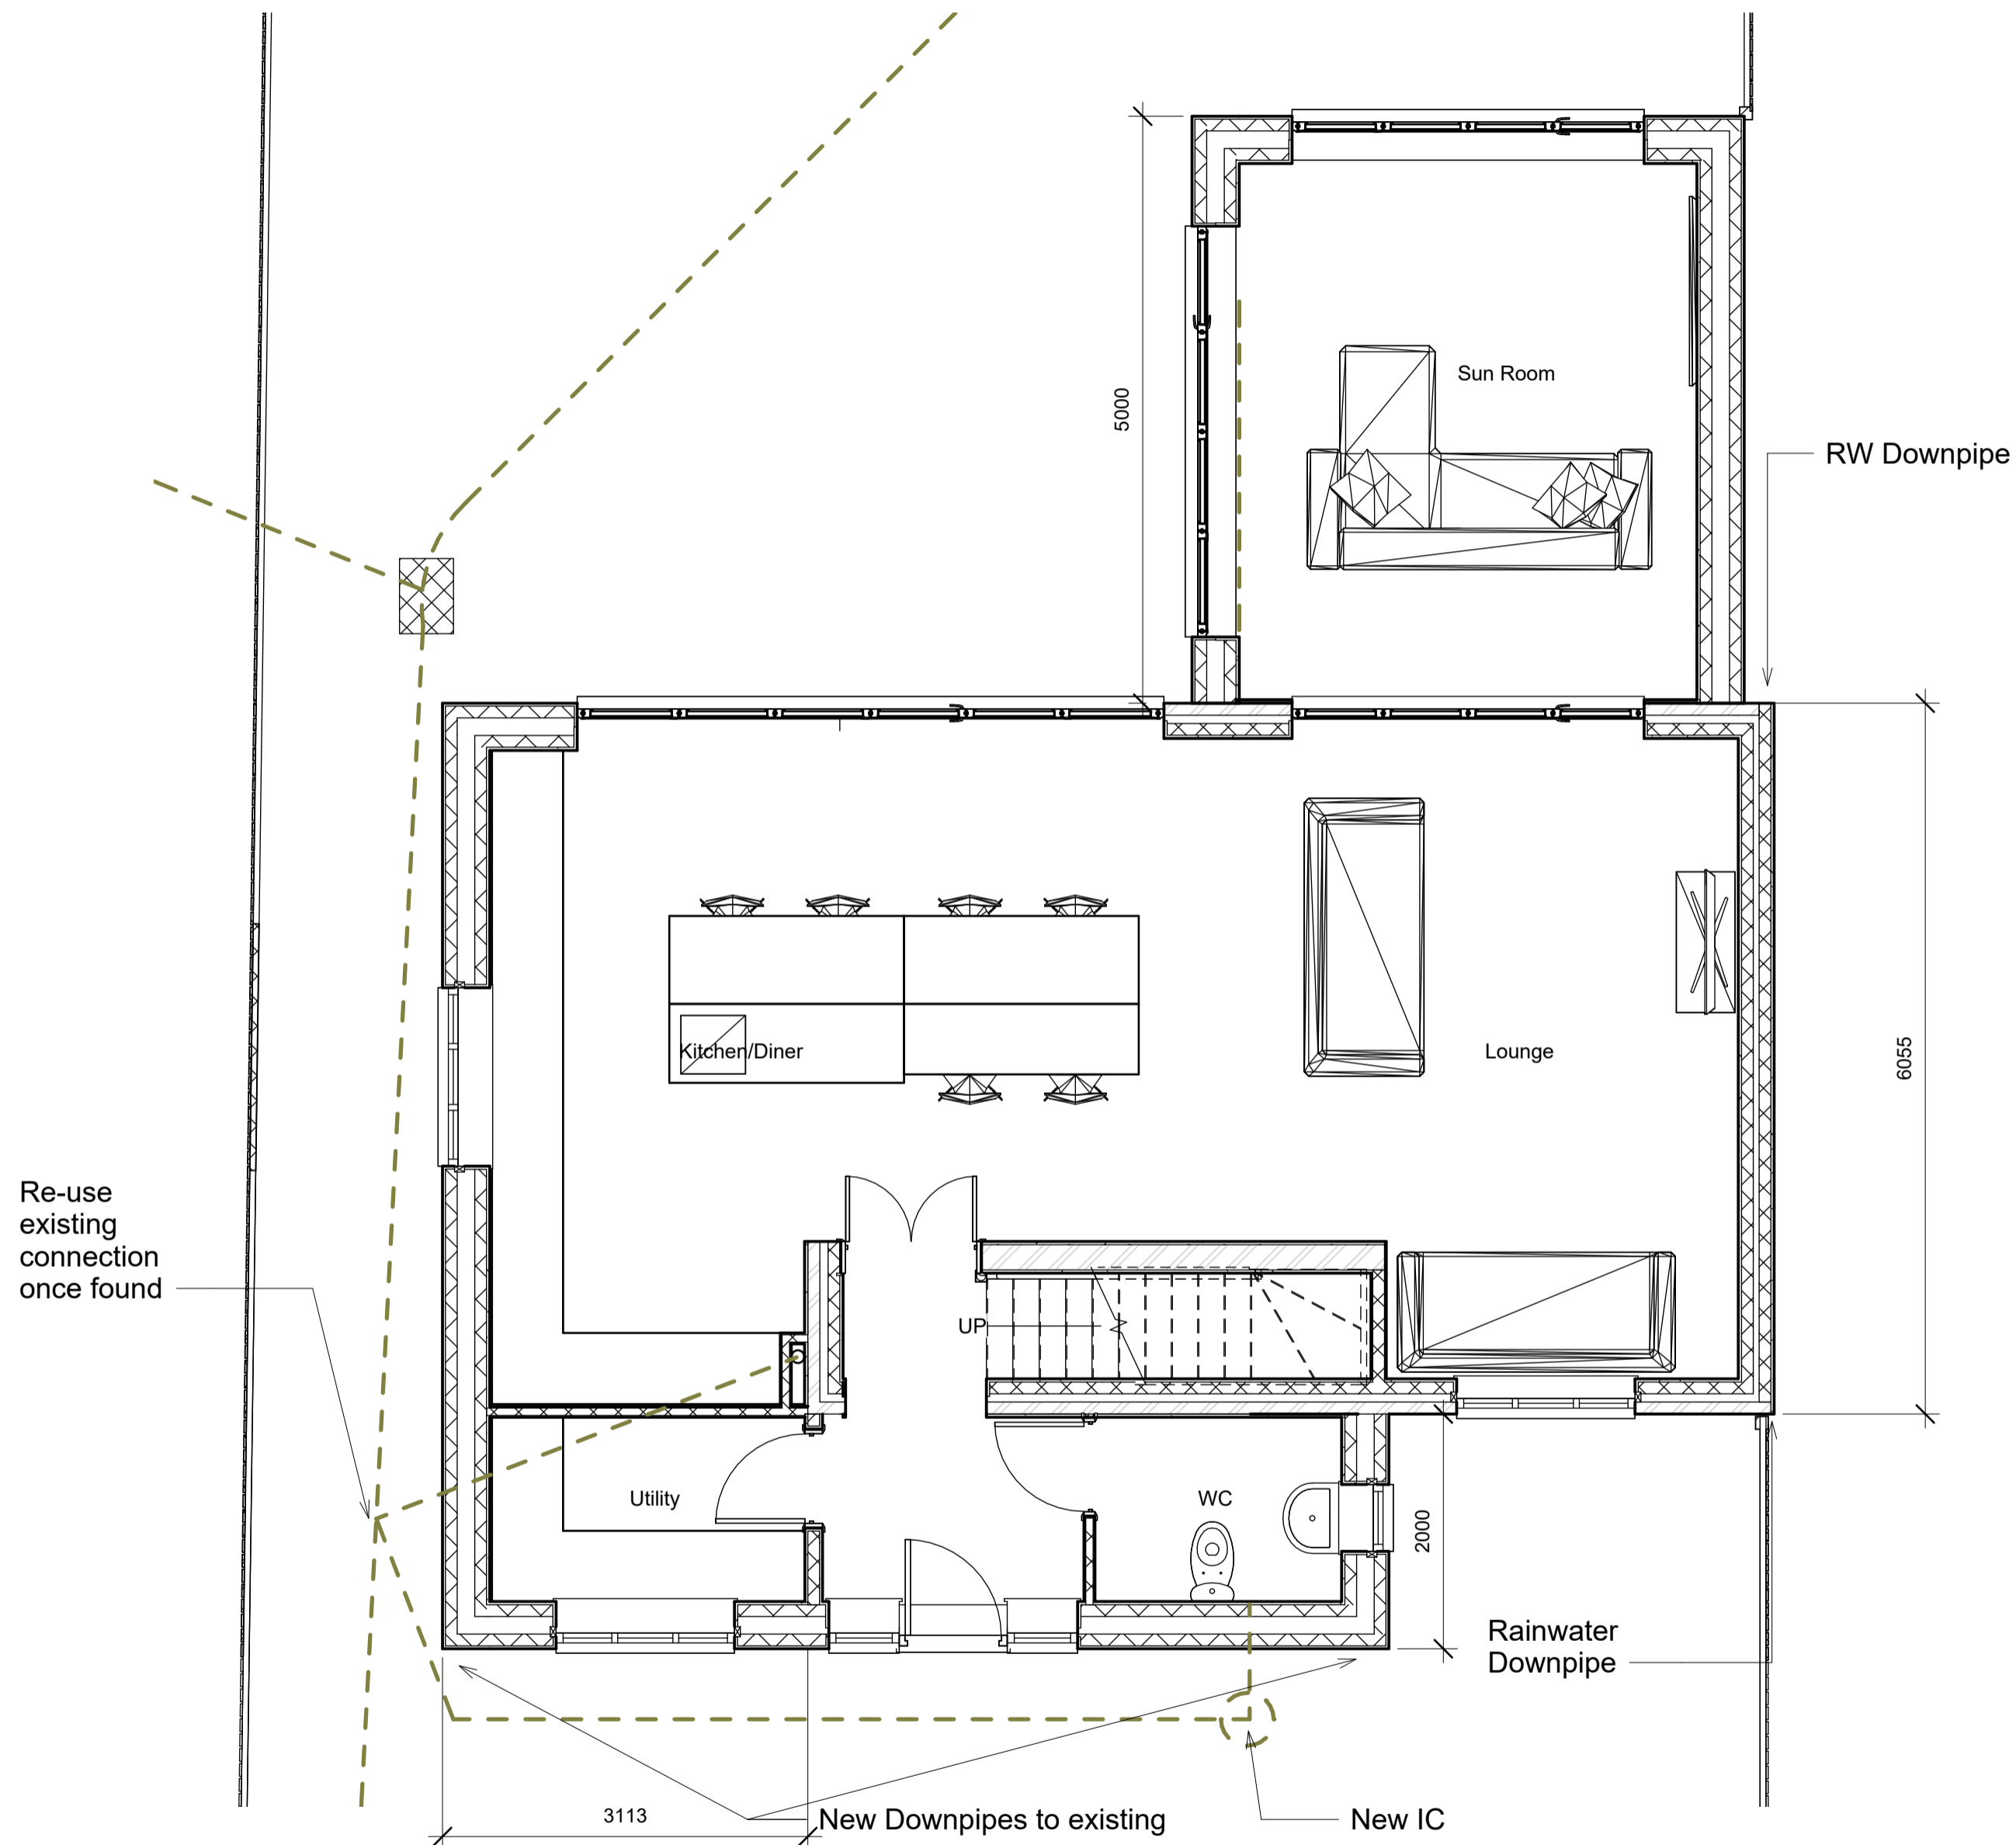 Sun Room
5000
RW Downpipe
Kitchen/Diner
Lounge
6055
Re-use
existing
connection
once found
UP
Utility
WC
2000
Rainwater
Downpipe
3113
New Downpipes to existing
New IC